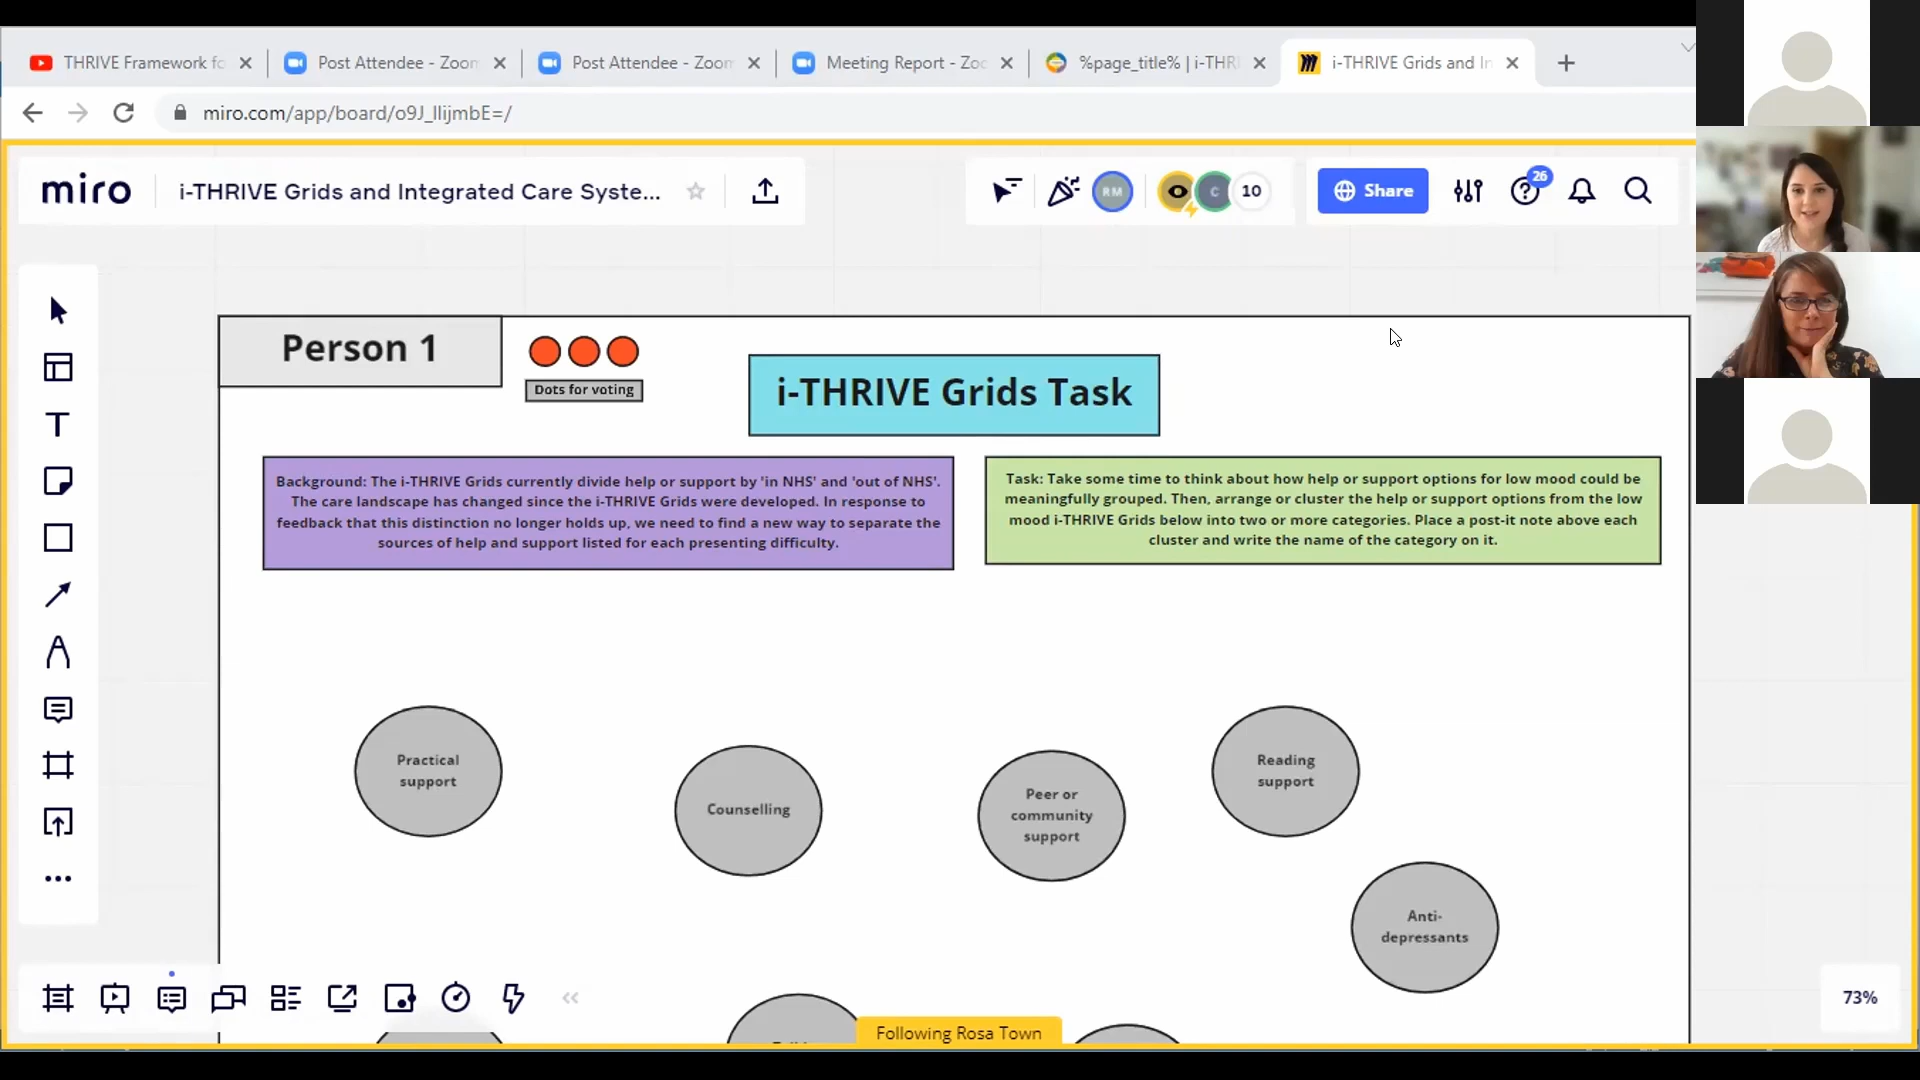 THRIVE Framework fo
Post Attendee - Zoom
Post Attendee - Zoom
Meeting Report - Zoo
%page_title% | i-THRI
i-THRIVE Grids and In
miro.com/app/board/o9J_lIijmbE=/
miro
i-THRIVE Grids and Integrated Care Syste...
RM
C
10
Share
26
Person 1
Dots for voting
i-THRIVE Grids Task
Background: The i-THRIVE Grids currently divide help or support by 'in NHS' and 'out of NHS'.
The care landscape has changed since the i-THRIVE Grids were developed. In response to
feedback that this distinction no longer holds up, we need to find a new way to separate the
sources of help and support listed for each presenting difficulty.
Task: Take some time to think about how help or support options for low mood could be
meaningfully grouped. Then, arrange or cluster the help or support options from the low
mood i-THRIVE Grids below into two or more categories. Place a post-it note above each
cluster and write the name of the category on it.
Practical
support
Counselling
Peer or
community
support
Reading
support
Anti-
depressants
Following Rosa Town
73%